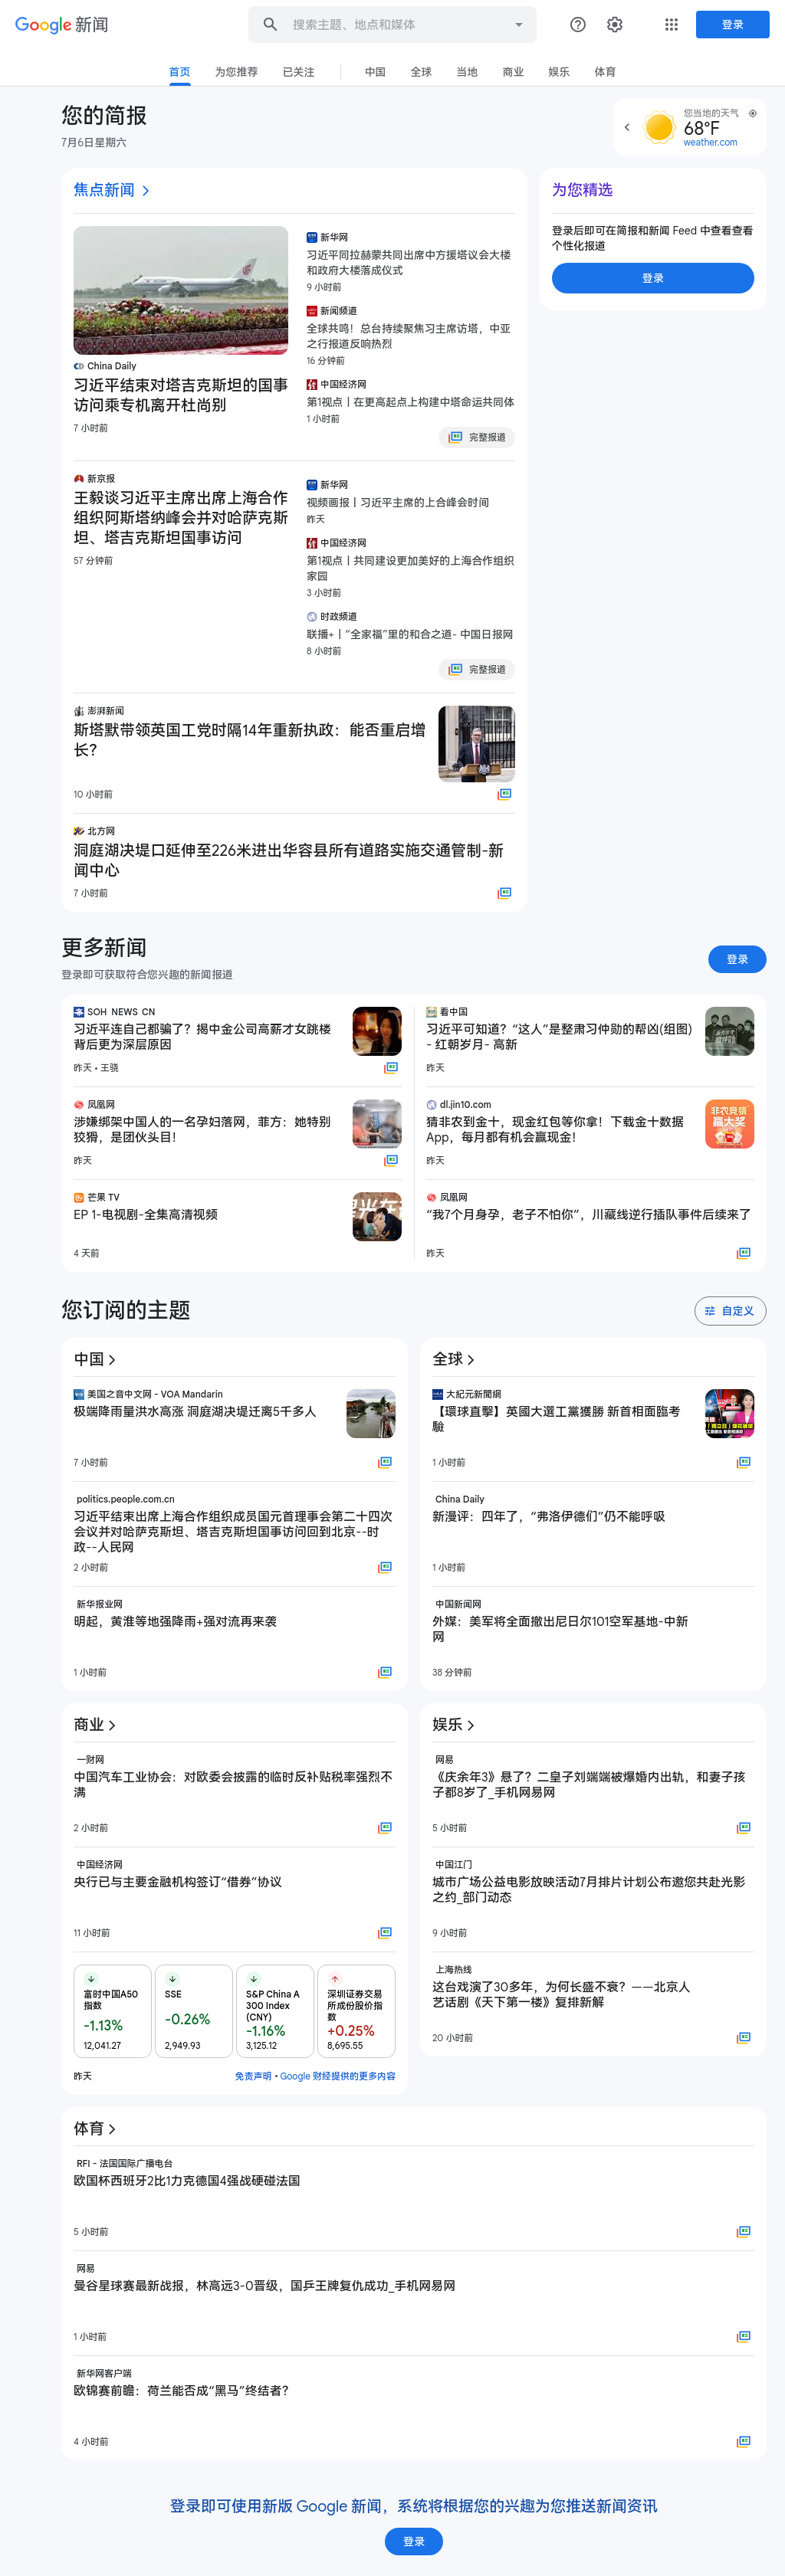 Google 新闻
搜索主题、地点和媒体
登录
首页
为您推荐
已关注
中国
全球
当地
商业
娱乐
体育
您的简报
7月6日星期六
您当地的天气
68°F
weather.com
焦点新闻
China Daily
习近平结束对塔吉克斯坦的国事
访问乘专机离开杜尚别
7 小时前
新华网
习近平同拉赫蒙共同出席中方援塔议会大楼
和政府大楼落成仪式
9 小时前
新闻频道
全球共鸣！总台持续聚焦习主席访塔，中亚
之行报道反响热烈
16 分钟前
中国经济网
第1视点丨在更高起点上构建中塔命运共同体
1 小时前
完整报道
新京报
王毅谈习近平主席出席上海合作
组织阿斯塔纳峰会并对哈萨克斯
坦、塔吉克斯坦国事访问
57 分钟前
新华网
视频画报丨习近平主席的上合峰会时间
昨天
中国经济网
第1视点丨共同建设更加美好的上海合作组织
家园
3 小时前
时政频道
联播+丨“全家福”里的和合之道- 中国日报网
8 小时前
完整报道
澎湃新闻
斯塔默带领英国工党时隔14年重新执政：能否重启增
长？
10 小时前
北方网
洞庭湖决堤口延伸至226米进出华容县所有道路实施交通管制-新
闻中心
7 小时前
为您精选
登录后即可在简报和新闻 Feed 中查看查看
个性化报道
登录
更多新闻
登录即可获取符合您兴趣的新闻报道
登录
SOH NEWS CN
习近平连自己都骗了？揭中金公司高薪才女跳楼
背后更为深层原因
昨天 • 王骁
看中国
习近平可知道？“这人”是整肃习仲勋的帮凶(组图)
- 红朝岁月- 高新
昨天
凤凰网
涉嫌绑架中国人的一名孕妇落网，菲方：她特别
狡猾，是团伙头目！
昨天
dl.jin10.com
猜非农到金十，现金红包等你拿！下载金十数据
App，每月都有机会赢现金！
昨天
非农竞猜
赢大奖
芒果 TV
EP 1-电视剧-全集高清视频
4 天前
凤凰网
“我7个月身孕，老子不怕你”，川藏线逆行插队事件后续来了
昨天
您订阅的主题
自定义
中国
美国之音中文网 - VOA Mandarin
极端降雨量洪水高涨 洞庭湖决堤迁离5千多人
7 小时前
politics.people.com.cn
习近平结束出席上海合作组织成员国元首理事会第二十四次
会议并对哈萨克斯坦、塔吉克斯坦国事访问回到北京--时
政--人民网
2 小时前
新华报业网
明起，黄淮等地强降雨+强对流再来袭
1 小时前
全球
大紀元新聞網
【環球直擊】英國大選工黨獲勝 新首相面臨考
驗
1 小时前
China Daily
新漫评：四年了，“弗洛伊德们”仍不能呼吸
1 小时前
中国新闻网
外媒：美军将全面撤出尼日尔101空军基地-中新
网
38 分钟前
商业
一财网
中国汽车工业协会：对欧委会披露的临时反补贴税率强烈不
满
2 小时前
中国经济网
央行已与主要金融机构签订“借券”协议
11 小时前
富时中国A50
指数
-1.13%
12,041.27
SSE
-0.26%
2,949.93
S&P China A
300 Index
(CNY)
-1.16%
3,125.12
深圳证券交易
所成份股价指
数
+0.25%
8,695.55
昨天
免责声明 • Google 财经提供的更多内容
娱乐
网易
《庆余年3》悬了？二皇子刘端端被爆婚内出轨，和妻子孩
子都8岁了_手机网易网
5 小时前
中国江门
城市广场公益电影放映活动7月排片计划公布邀您共赴光影
之约_部门动态
9 小时前
上海热线
这台戏演了30多年，为何长盛不衰？——北京人
艺话剧《天下第一楼》复排新解
20 小时前
体育
RFI - 法国国际广播电台
欧国杯西班牙2比1力克德国4强战硬碰法国
5 小时前
网易
曼谷星球赛最新战报，林高远3-0晋级，国乒王牌复仇成功_手机网易网
1 小时前
新华网客户端
欧锦赛前瞻：荷兰能否成“黑马”终结者？
4 小时前
登录即可使用新版 Google 新闻，系统将根据您的兴趣为您推送新闻资讯
登录